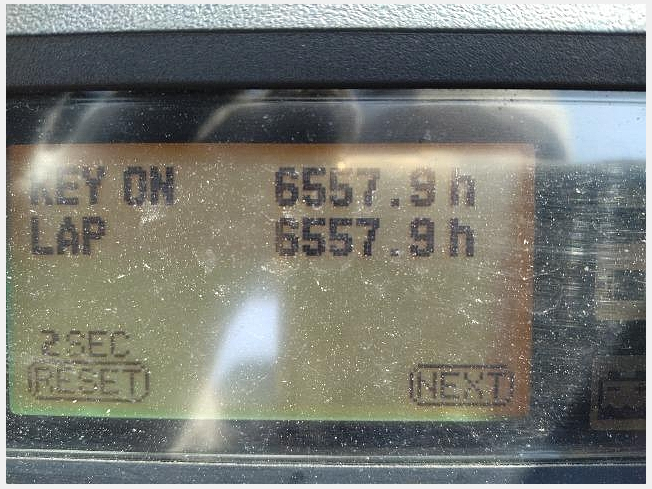 KEY ON 6557.9 h
LAP 6557.9 h
2SEC
RESET NEXT